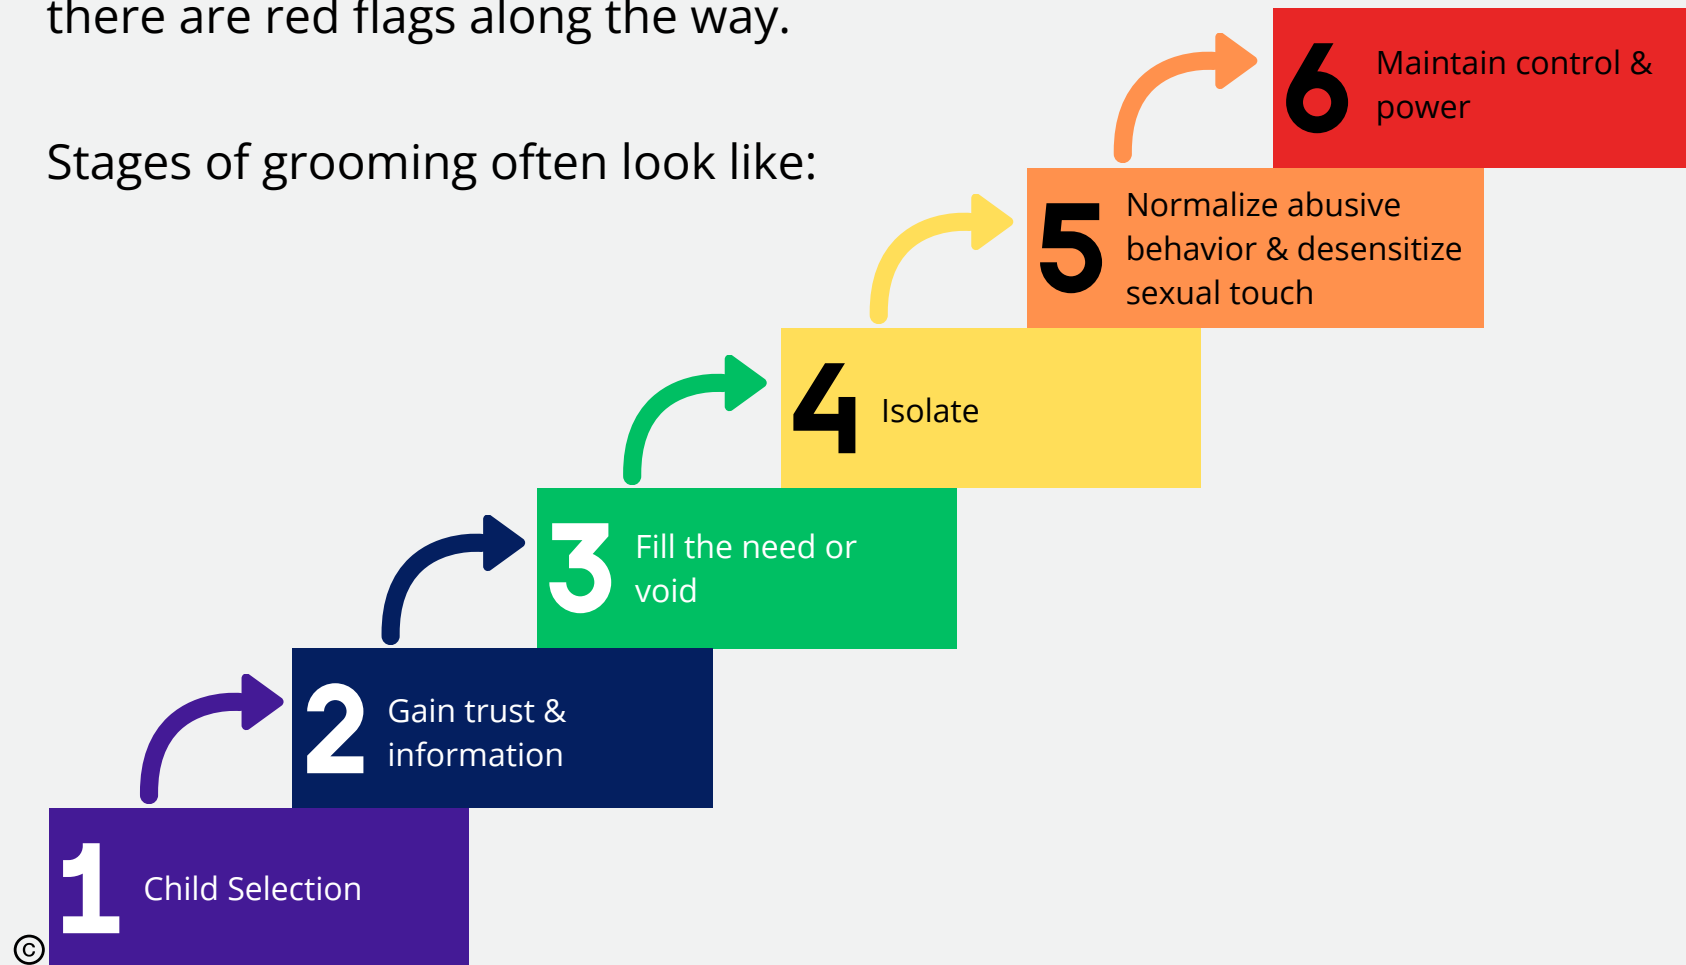 there are red flags along the way.
Stages of grooming often look like:
6
Maintain control &
power
5
Normalize abusive
behavior & desensitize
sexual touch
4
Isolate
3
Fill the need or
void
2
Gain trust &
information
1
Child Selection
©